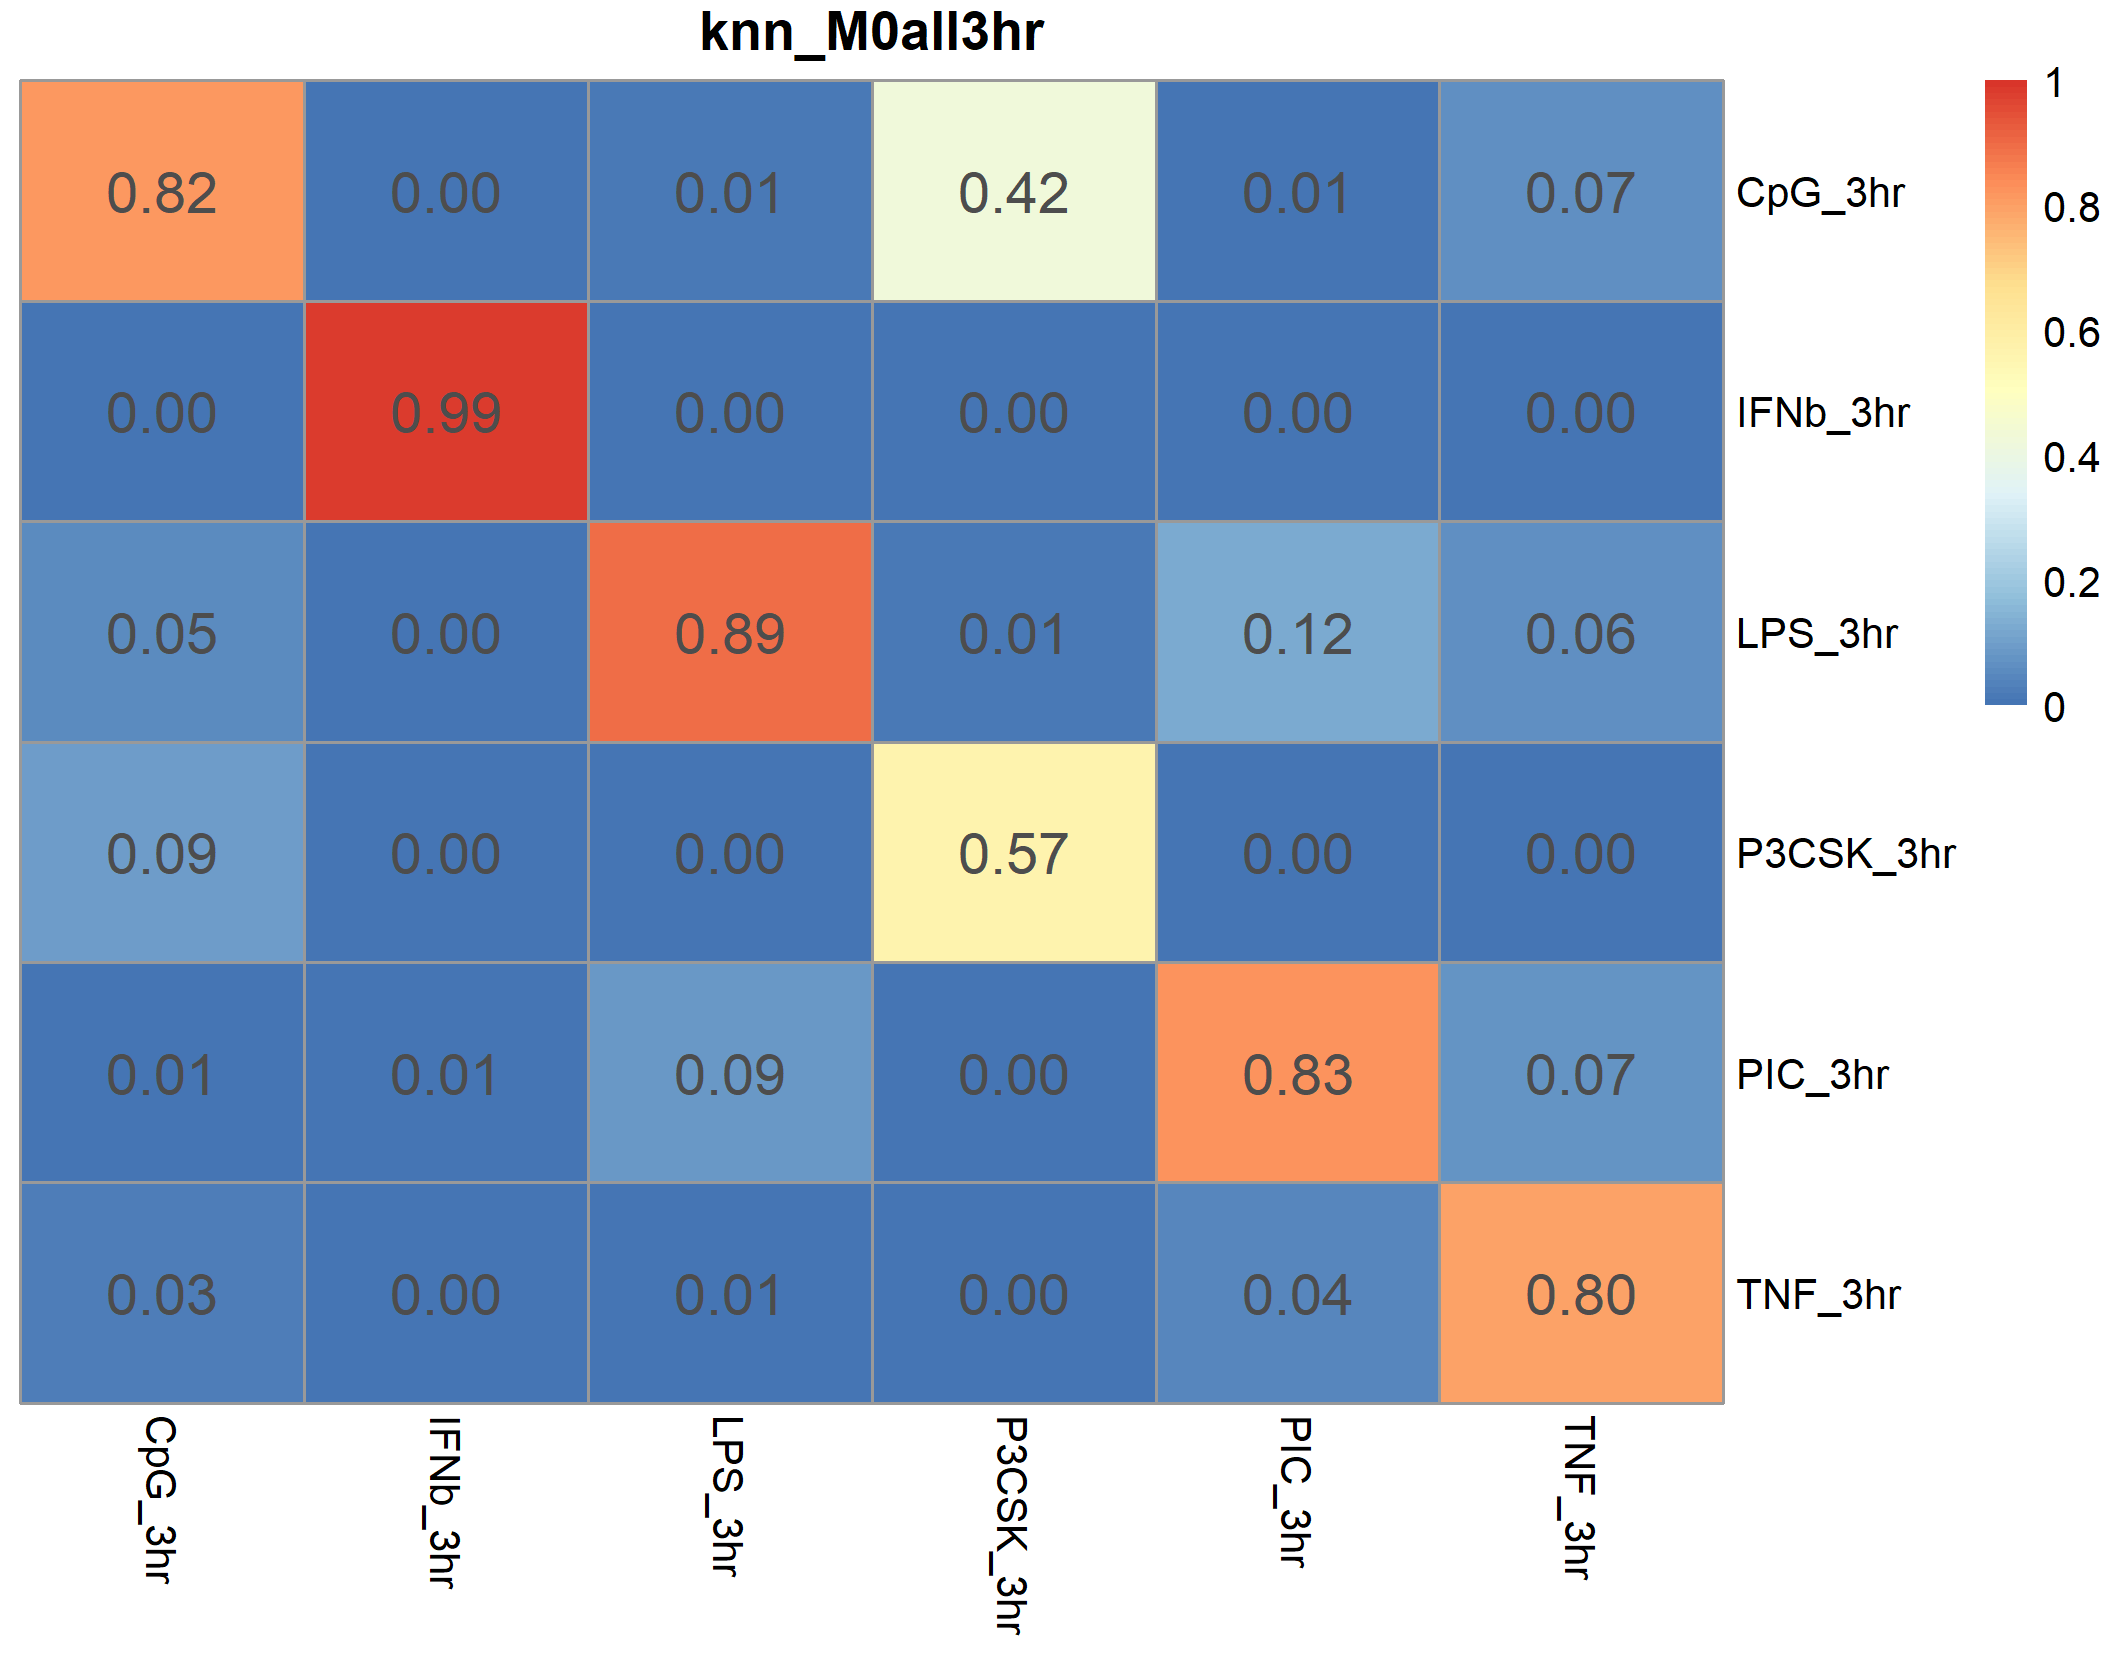 knn_M0all3hr
0.82 0.00 0.01 0.42 0.01 0.07 CpG_3hr
0.00 0.99 0.00 0.00 0.00 0.00 IFNb_3hr
0.05 0.00 0.89 0.01 0.12 0.06 LPS_3hr
0.09 0.00 0.00 0.57 0.00 0.00 P3CSK_3hr
0.01 0.01 0.09 0.00 0.83 0.07 PIC_3hr
0.03 0.00 0.01 0.00 0.04 0.80 TNF_3hr
CpG_3hr IFNb_3hr LPS_3hr P3CSK_3hr PIC_3hr TNF_3hr
1
0.8
0.6
0.4
0.2
0